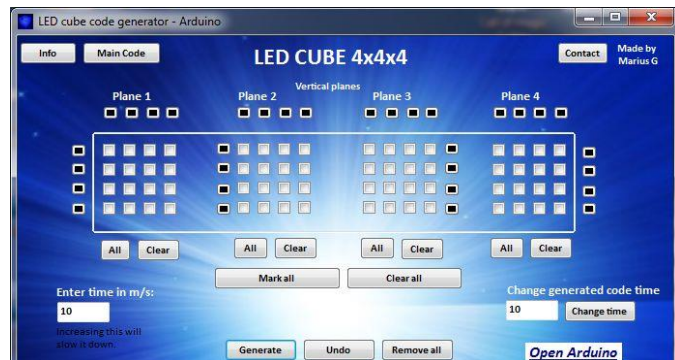 LED cube code generator - Arduino
Info
Main Code
LED CUBE 4x4x4
Contact
Made by
Marius G
Vertical planes
Plane 1
Plane 2
Plane 3
Plane 4
All
Clear
All
Clear
All
Clear
All
Clear
Mark all
Clear all
Enter time in m/s:
10
Increasing this will
slow it down.
Change generated code time
10
Change time
Generate
Undo
Remove all
Open Arduino